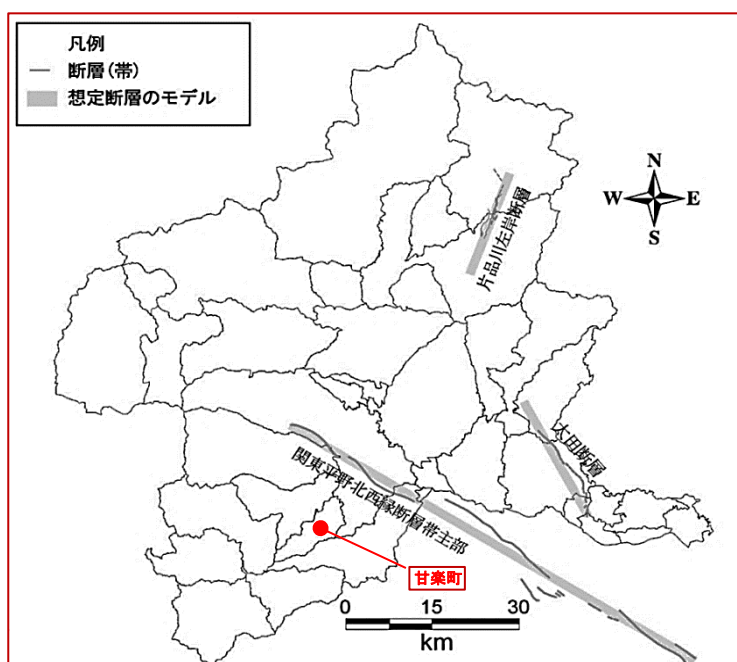 凡例
断層(帯)
想定断層のモデル
N
W
E
S
片品川左岸断層
太田断層
関東平野北西縁断層帯主部
甘楽町
0 15 30
km